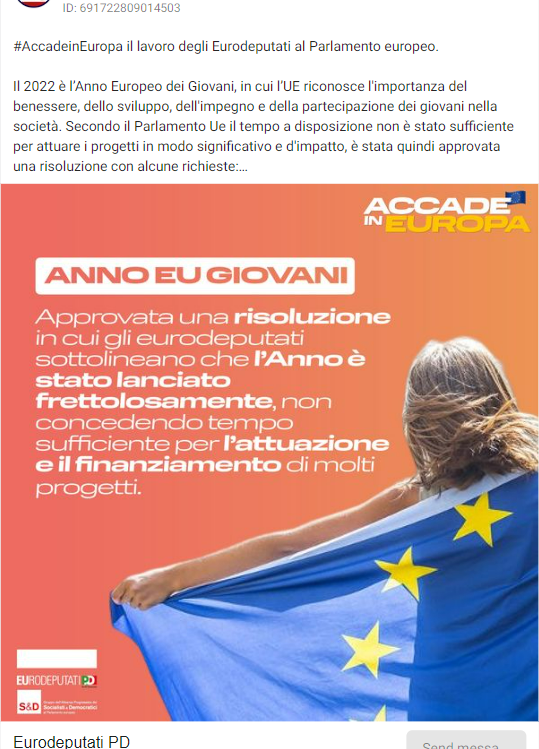 ID: 691722809014503
#AccadeinEuropa il lavoro degli Eurodeputati al Parlamento europeo.
Il 2022 è l’Anno Europeo dei Giovani, in cui l’UE riconosce l'importanza del
benessere, dello sviluppo, dell'impegno e della partecipazione dei giovani nella
società. Secondo il Parlamento Ue il tempo a disposizione non è stato sufficiente
per attuare i progetti in modo significativo e d'impatto, è stata quindi approvata
una risoluzione con alcune richieste:...
ACCADE
IN EUROPA
ANNO EU GIOVANI
Approvata una risoluzione
in cui gli eurodeputati
sottolineano che l’Anno è
stato lanciato
frettolosamente, non
concedendo tempo
sufficiente per l’attuazione
e il finanziamento di molti
progetti.
EURODEPUTATI PD
S&D
Socialisti e Democratici
Eurodeputati PD
Send messa